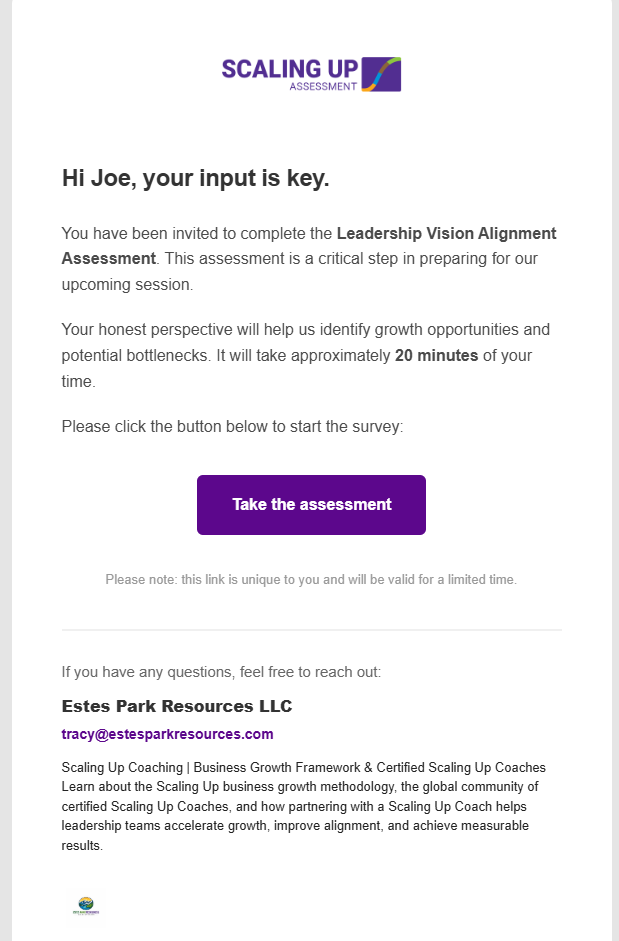 SCALING UP
ASSESSMENT
Hi Joe, your input is key.
You have been invited to complete the Leadership Vision Alignment
Assessment. This assessment is a critical step in preparing for our
upcoming session.
Your honest perspective will help us identify growth opportunities and
potential bottlenecks. It will take approximately 20 minutes of your
time.
Please click the button below to start the survey:
Take the assessment
Please note: this link is unique to you and will be valid for a limited time.
If you have any questions, feel free to reach out:
Estes Park Resources LLC
tracy@estesparkresources.com
Scaling Up Coaching | Business Growth Framework & Certified Scaling Up Coaches
Learn about the Scaling Up business growth methodology, the global community of
certified Scaling Up Coaches, and how partnering with a Scaling Up Coach helps
leadership teams accelerate growth, improve alignment, and achieve measurable
results.